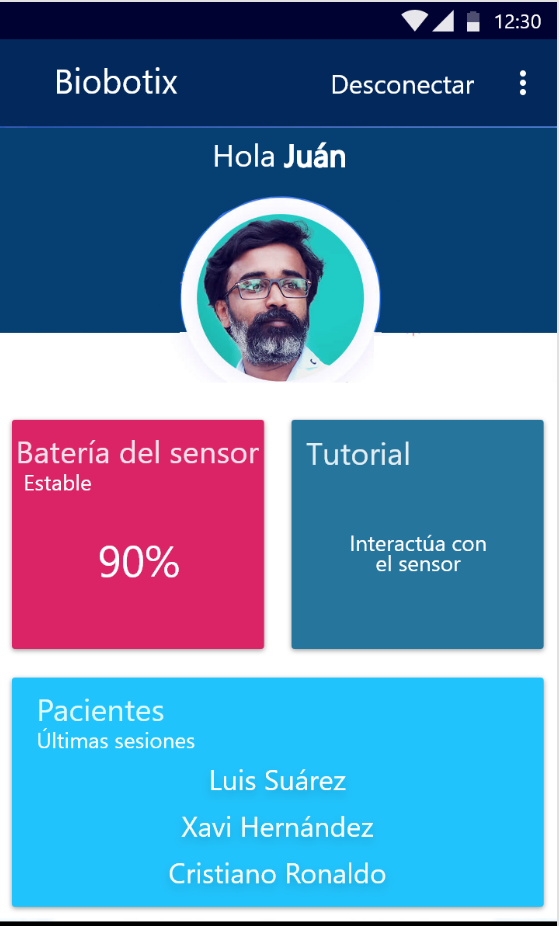 12:30
Biobotix
Desconectar
Hola Juán
Batería del sensor
Estable
90%
Tutorial
Interactúa con
el sensor
Pacientes
Últimas sesiones
Luis Suárez
Xavi Hernández
Cristiano Ronaldo